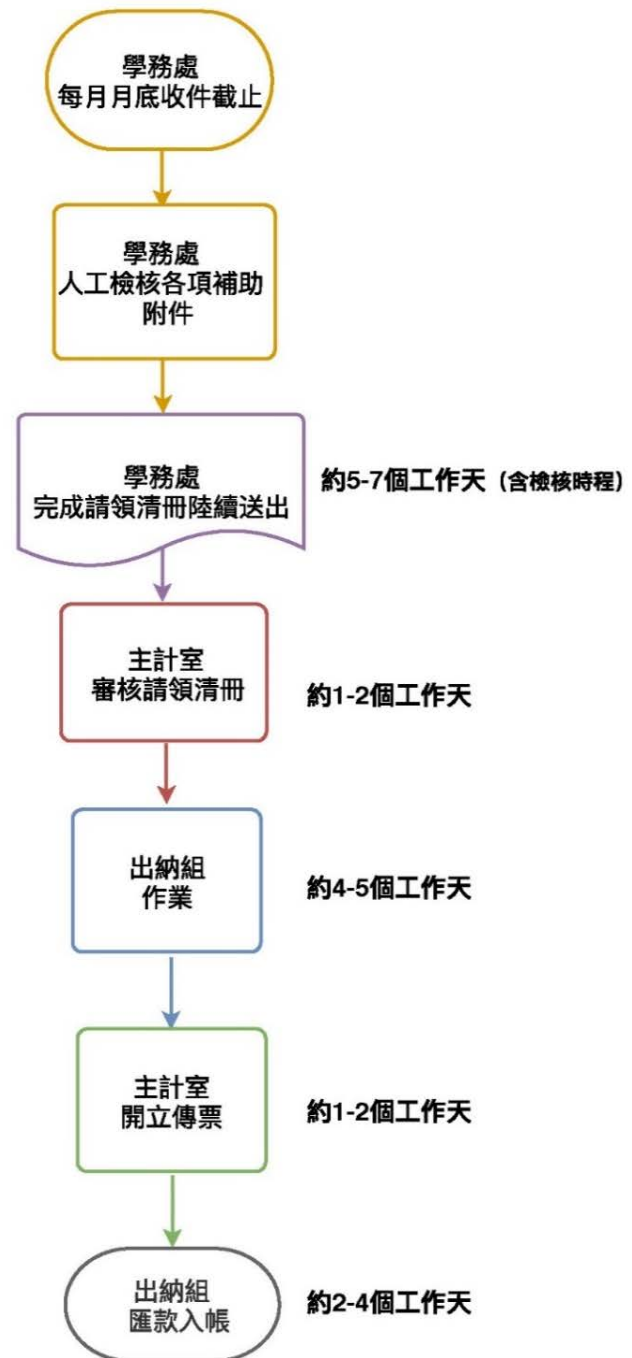 學務處
每月月底收件截止
學務處
人工檢核各項補助
附件
學務處
完成請領清冊陸續送出
約5-7個工作天（含檢核時程）
主計室
審核請領清冊
約1-2個工作天
出納組
作業
約4-5個工作天
主計室
開立傳票
約1-2個工作天
出納組
匯款入帳
約2-4個工作天